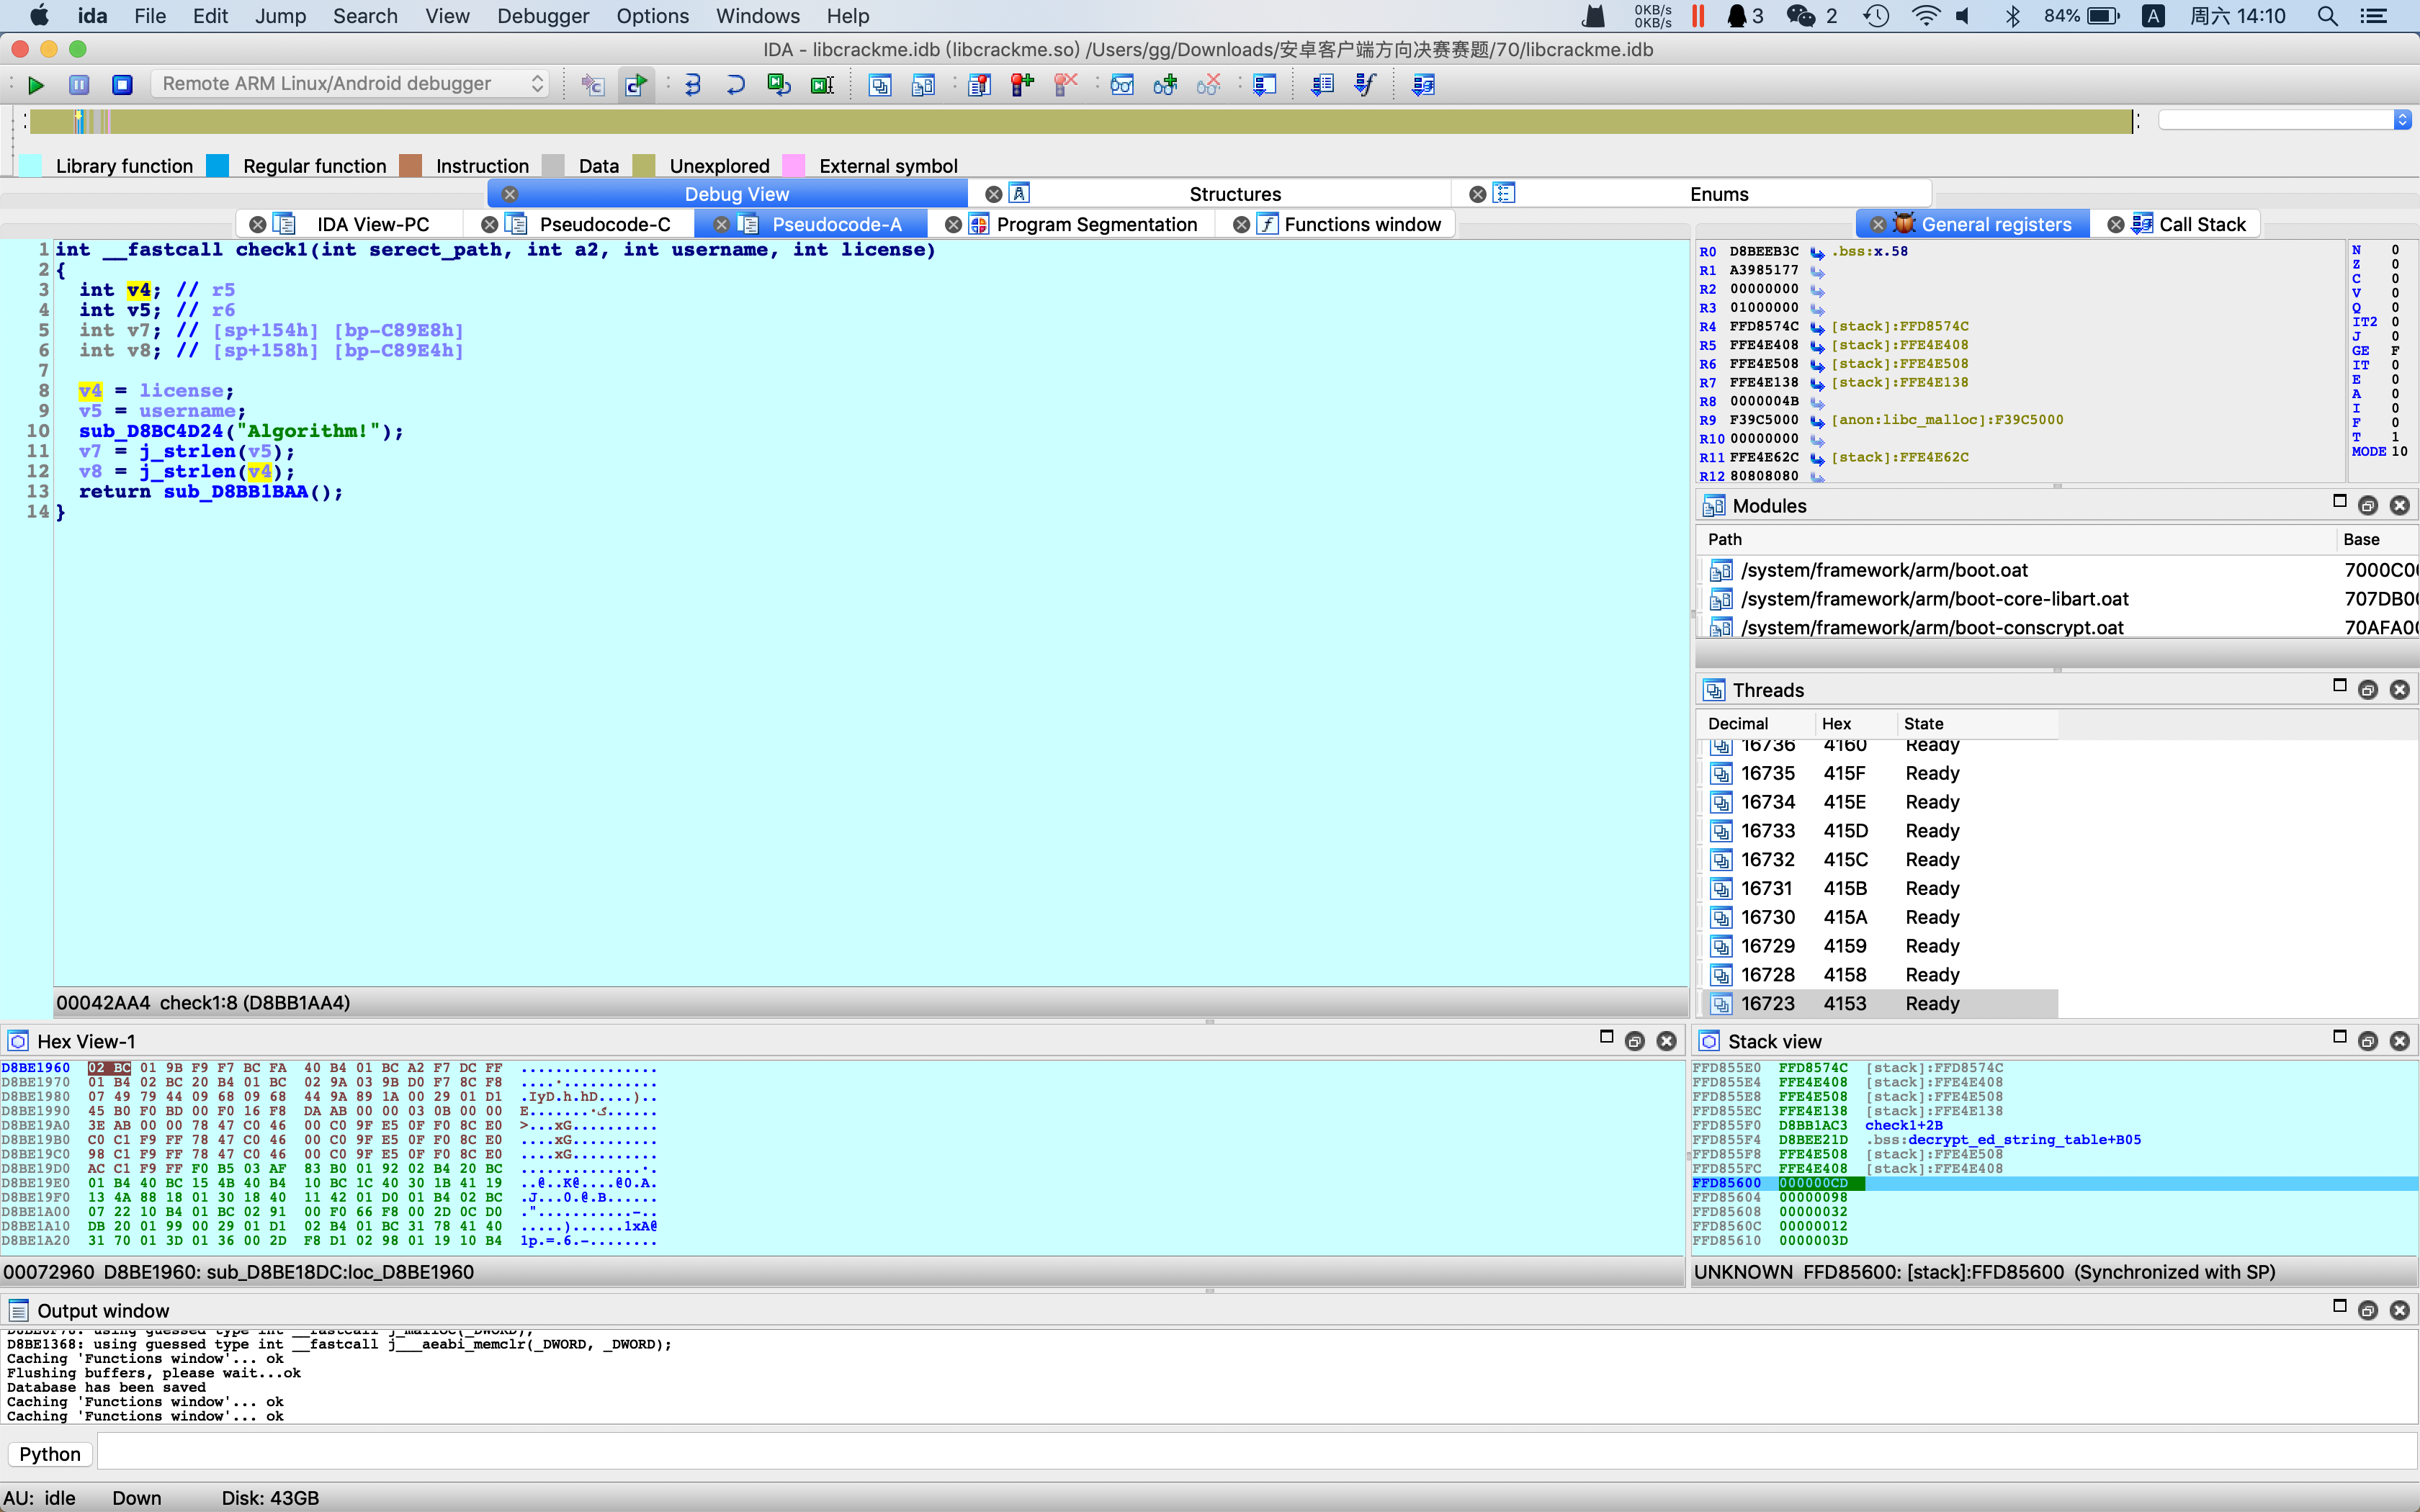 ida File Edit Jump Search View Debugger Options Windows Help 0KB/s 0KB/s 3 2 84% A 周六 14:10
IDA - libcrackme.idb (libcrackme.so) /Users/gg/Downloads/安卓客户端方向决赛赛题/70/libcrackme.idb
Remote ARM Linux/Android debugger
Library function Regular function Instruction Data Unexplored External symbol
Debug View Structures Enums
IDA View-PC Pseudocode-C Pseudocode-A Program Segmentation Functions window
1 int __fastcall check1(int serect_path, int a2, int username, int license)
2 {
3 int v4; // r5
4 int v5; // r6
5 int v7; // [sp+154h] [bp-C89E8h]
6 int v8; // [sp+158h] [bp-C89E4h]
7
8 v4 = license;
9 v5 = username;
10 sub_D8BC4D24("Algorithm!");
11 v7 = j_strlen(v5);
12 v8 = j_strlen(v4);
13 return sub_D8BB1BAA();
14 }
00042AA4 check1:8 (D8BB1AA4)
General registers Call Stack
R0 D8BEEB3C .bss:x.58
R1 A3985177
R2 00000000
R3 01000000
R4 FFD8574C [stack]:FFD8574C
R5 FFE4E408 [stack]:FFE4E408
R6 FFE4E508 [stack]:FFE4E508
R7 FFE4E138 [stack]:FFE4E138
R8 0000004B
R9 F39C5000 [anon:libc_malloc]:F39C5000
R10 00000000
R11 FFE4E62C [stack]:FFE4E62C
R12 80808080
N 0
Z 0
C 0
V 0
Q 0
IT2 0
J 0
GE F
IT 0
E 0
A 0
I 0
F 0
T 1
MODE 10
Modules
Path Base
/system/framework/arm/boot.oat 7000C0
/system/framework/arm/boot-core-libart.oat 707DB0
/system/framework/arm/boot-conscrypt.oat 70AFA0
Threads
Decimal Hex State
16736 4160 Ready
16735 415F Ready
16734 415E Ready
16733 415D Ready
16732 415C Ready
16731 415B Ready
16730 415A Ready
16729 4159 Ready
16728 4158 Ready
16723 4153 Ready
Hex View-1
D8BE1960 02 BC 01 9B F9 F7 BC FA 40 B4 01 BC A2 F7 DC FF ................
D8BE1970 01 B4 02 BC 20 B4 01 BC 02 9A 03 9B D0 F7 8C F8
D8BE1980 07 49 79 44 09 68 09 68 44 9A 89 1A 00 29 01 D1 .IyD.h.hD....)..
D8BE1990 45 B0 F0 BD 00 F0 16 F8 DA AB 00 00 03 0B 00 00
D8BE19A0 3E AB 00 00 78 47 C0 46 00 C0 9F E5 0F F0 8C E0 >...xG..........
D8BE19B0 C0 C1 F9 FF 78 47 C0 46 00 C0 9F E5 0F F0 8C E0 ....xG..........
D8BE19C0 98 C1 F9 FF 78 47 C0 46 00 C0 9F E5 0F F0 8C E0 ....xG..........
D8BE19D0 AC C1 F9 FF F0 B5 03 AF 83 B0 01 92 02 B4 20 BC
D8BE19E0 01 B4 40 BC 15 4B 40 B4 10 BC 1C 40 30 1B 41 19 ..@..K@....@0.A.
D8BE19F0 13 4A 88 18 01 30 18 40 11 42 01 D0 01 B4 02 BC .J...0.@.B......
D8BE1A00 07 22 10 B4 01 BC 02 91 00 F0 66 F8 00 2D 0C D0
D8BE1A10 DB 20 01 99 00 29 01 D1 02 B4 01 BC 31 78 41 40 .....)......1xA@
D8BE1A20 31 70 01 3D 01 36 00 2D F8 D1 02 98 01 19 10 B4 1p.=.6.-........
00072960 D8BE1960: sub_D8BE18DC:loc_D8BE1960
Stack view
FFD855E0 FFD8574C [stack]:FFD8574C
FFD855E4 FFE4E408 [stack]:FFE4E408
FFD855E8 FFE4E508 [stack]:FFE4E508
FFD855EC FFE4E138 [stack]:FFE4E138
FFD855F0 D8BB1AC3 check1+2B
FFD855F4 D8BEE21D .bss:decrypt_ed_string_table+B05
FFD855F8 FFE4E508 [stack]:FFE4E508
FFD855FC FFE4E408 [stack]:FFE4E408
FFD85600 000000CD
FFD85604 00000098
FFD85608 00000032
FFD8560C 00000012
FFD85610 0000003D
UNKNOWN FFD85600: [stack]:FFD85600 (Synchronized with SP)
Output window
using guessed type int __fastcall j_malloc(_DWORD);
D8BE1368: using guessed type int __fastcall j___aeabi_memclr(_DWORD, _DWORD);
Caching 'Functions window'... ok
Flushing buffers, please wait...ok
Database has been saved
Caching 'Functions window'... ok
Caching 'Functions window'... ok
Python
AU: idle Down Disk: 43GB